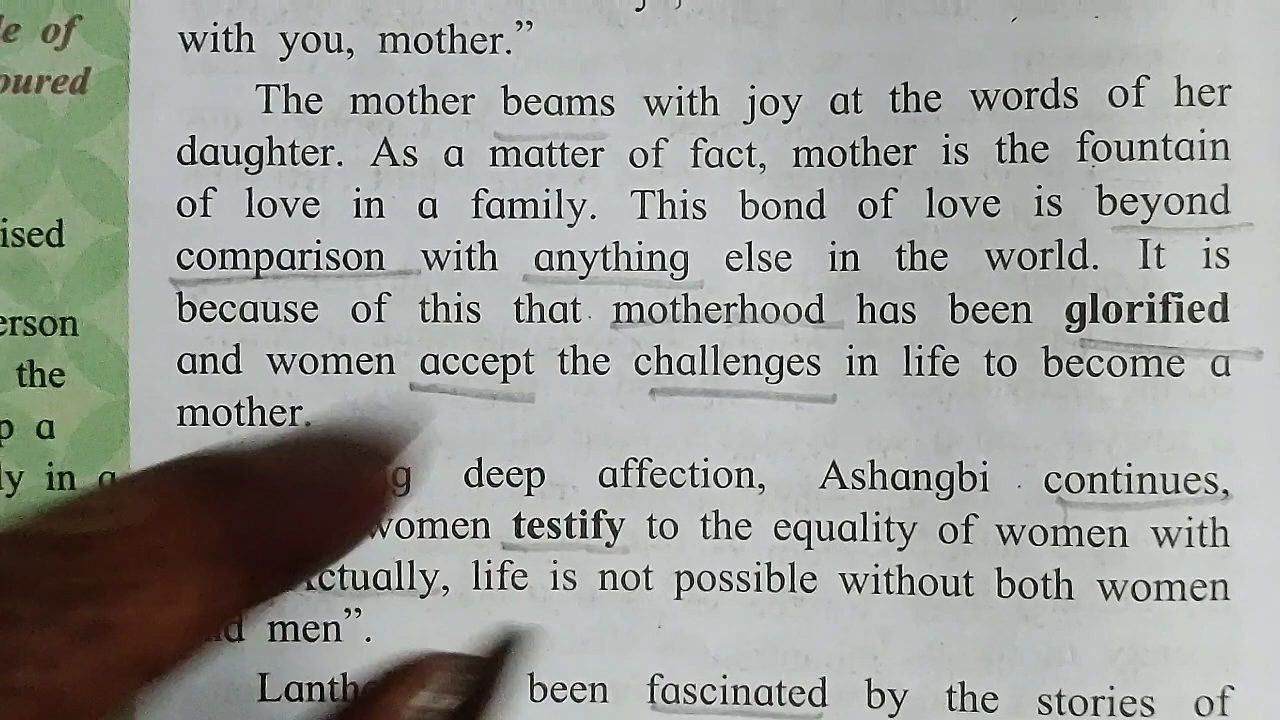 le of
oured
ised
erson
the
p a
ly in a
with you, mother.”
The mother beams with joy at the words of her
daughter. As a matter of fact, mother is the fountain
of love in a family. This bond of love is beyond
comparison with anything else in the world. It is
because of this that motherhood has been glorified
and women accept the challenges in life to become a
mother.
deep affection, Ashangbi continues,
women testify to the equality of women with
ctually, life is not possible without both women
men”.
been fascinated by the stories of